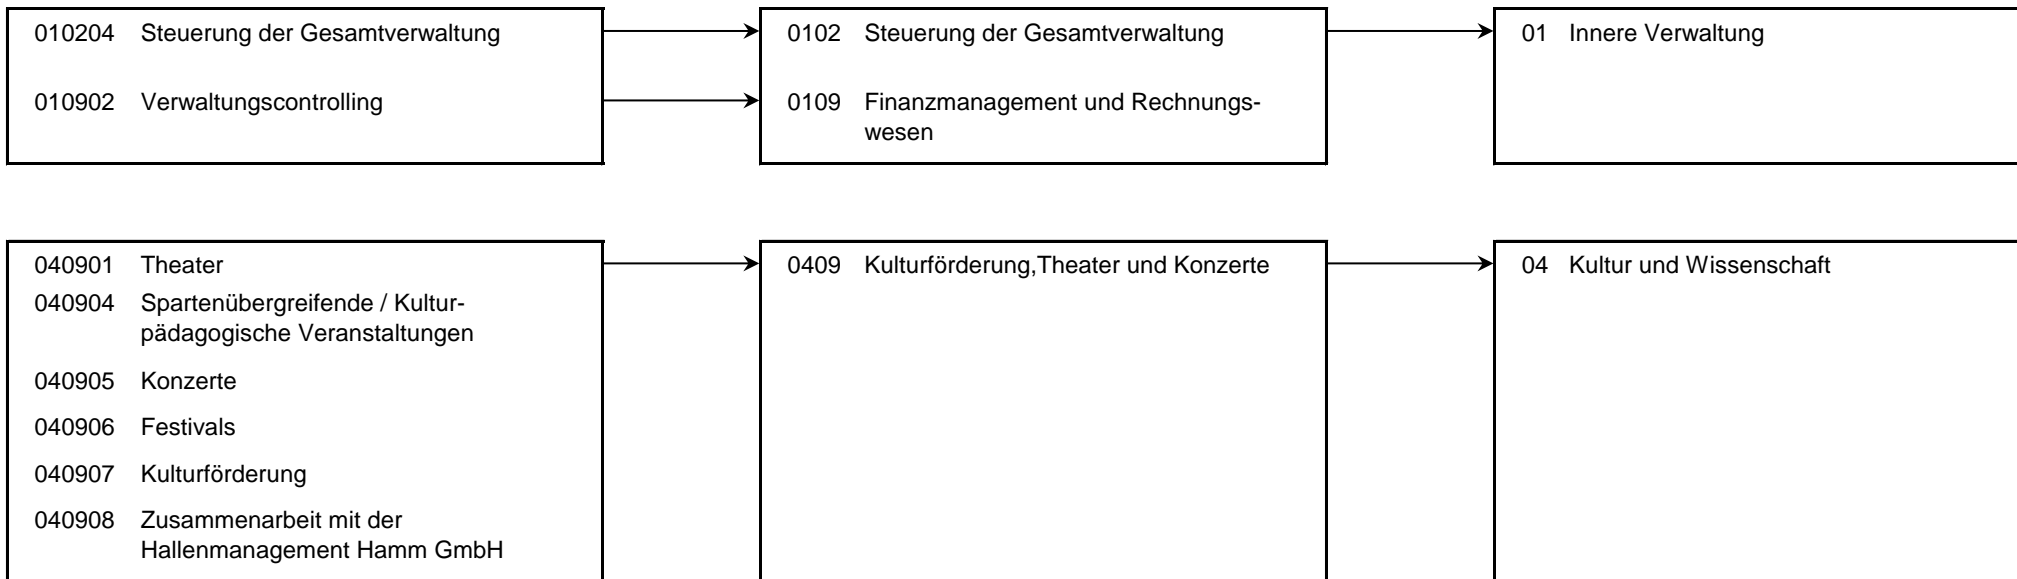 010204 Steuerung der Gesamtverwaltung
0102 Steuerung der Gesamtverwaltung
01 Innere Verwaltung
010902 Verwaltungscontrolling
0109 Finanzmanagement und Rechnungs-
wesen
040901 Theater
0409 Kulturförderung,Theater und Konzerte
04 Kultur und Wissenschaft
040904 Spartenübergreifende / Kultur-
pädagogische Veranstaltungen
040905 Konzerte
040906 Festivals
040907 Kulturförderung
040908 Zusammenarbeit mit der
Hallenmanagement Hamm GmbH